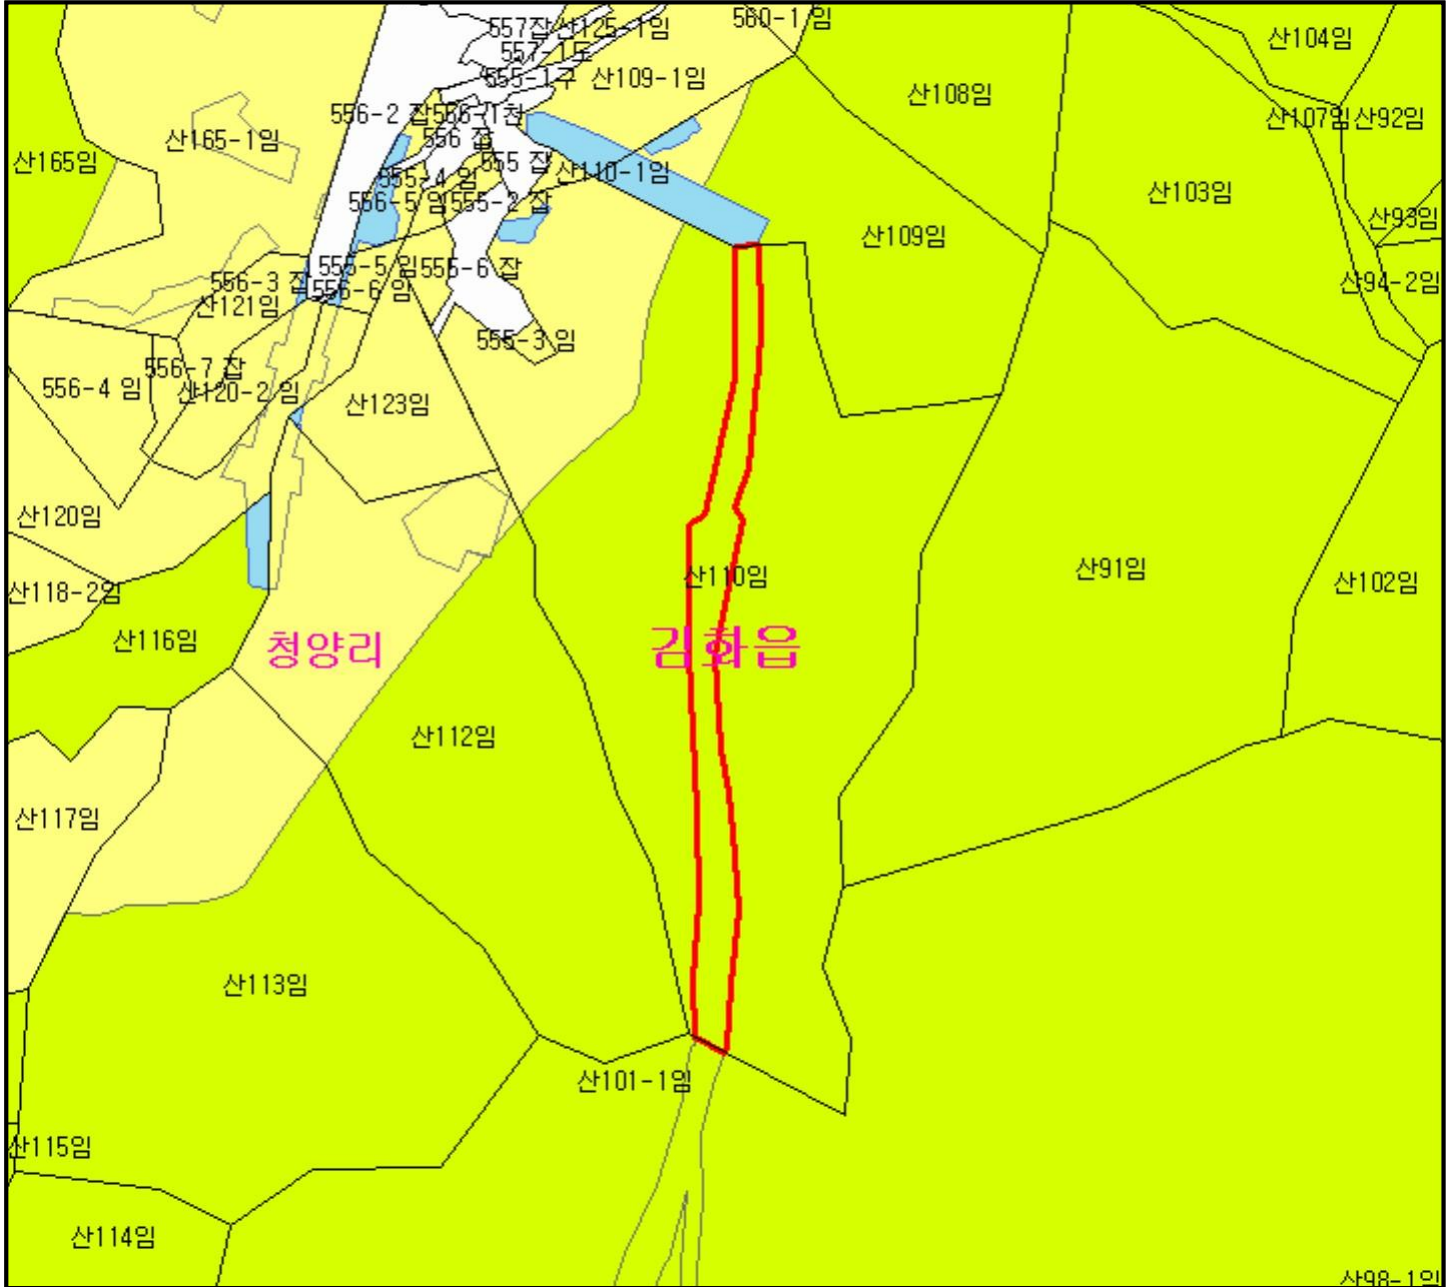 557잡 산125-1임 560-1 임
557-1도
산104임
555-1구 산109-1임
산108임
556-2 잡 556-1천
산107임 산92임
산165-1임 556 잡
산165임 555 잡 산110-1임
555-4 임
산103임
556-5 임 555-2 잡
산93임
산109임
555-5 임 555-6 잡
556-3 잡 556-6 임
산94-2임
산121임
555-3 임
556-7 잡
556-4 임 산120-2 임
산123임
산120임
산110임 산91임
산102임
산118-2임
산116임
청양리 김화읍
산112임
산117임
산113임
산101-1임
산115임
산114임
산98-1임